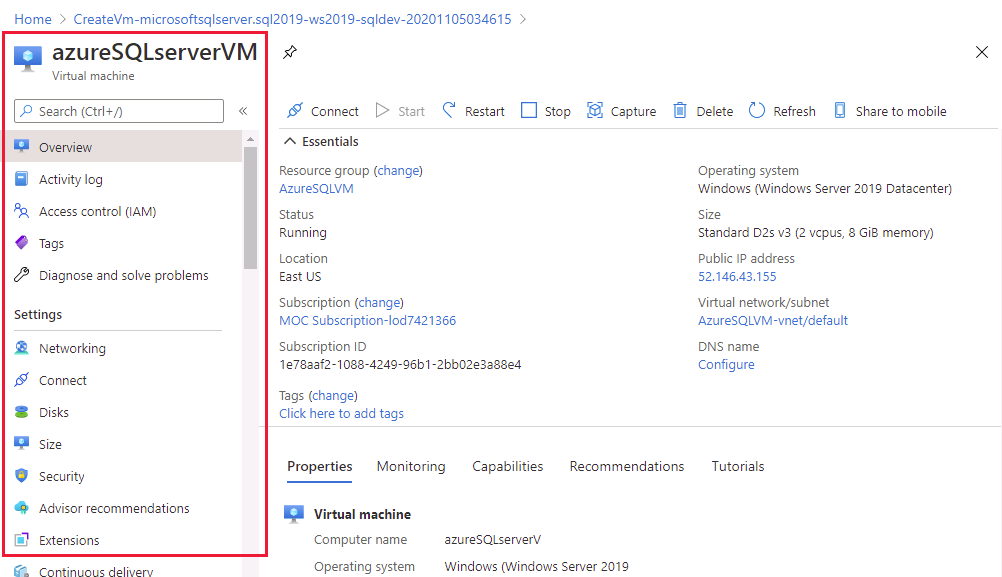 Home > CreateVm-microsoftsqlserver.sql2019-ws2019-sqldev-20201105034615 >
azureSQLserverVM
Virtual machine
Search (Ctrl+/)
«
Overview
Activity log
Access control (IAM)
Tags
Diagnose and solve problems
Settings
Networking
Connect
Disks
Size
Security
Advisor recommendations
Extensions
Continuous delivery
Connect Start Restart Stop Capture Delete Refresh Share to mobile
Essentials
Resource group (change)
AzureSQLVM
Status
Running
Location
East US
Subscription (change)
MOC Subscription-lod7421366
Subscription ID
1e78aaf2-1088-4249-96b1-2bb02e3a88e4
Tags (change)
Click here to add tags
Operating system
Windows (Windows Server 2019 Datacenter)
Size
Standard D2s v3 (2 vcpus, 8 GiB memory)
Public IP address
52.146.43.155
Virtual network/subnet
AzureSQLVM-vnet/default
DNS name
Configure
Properties Monitoring Capabilities Recommendations Tutorials
Virtual machine
Computer name azureSQLserverV
Operating system Windows (Windows Server 2019